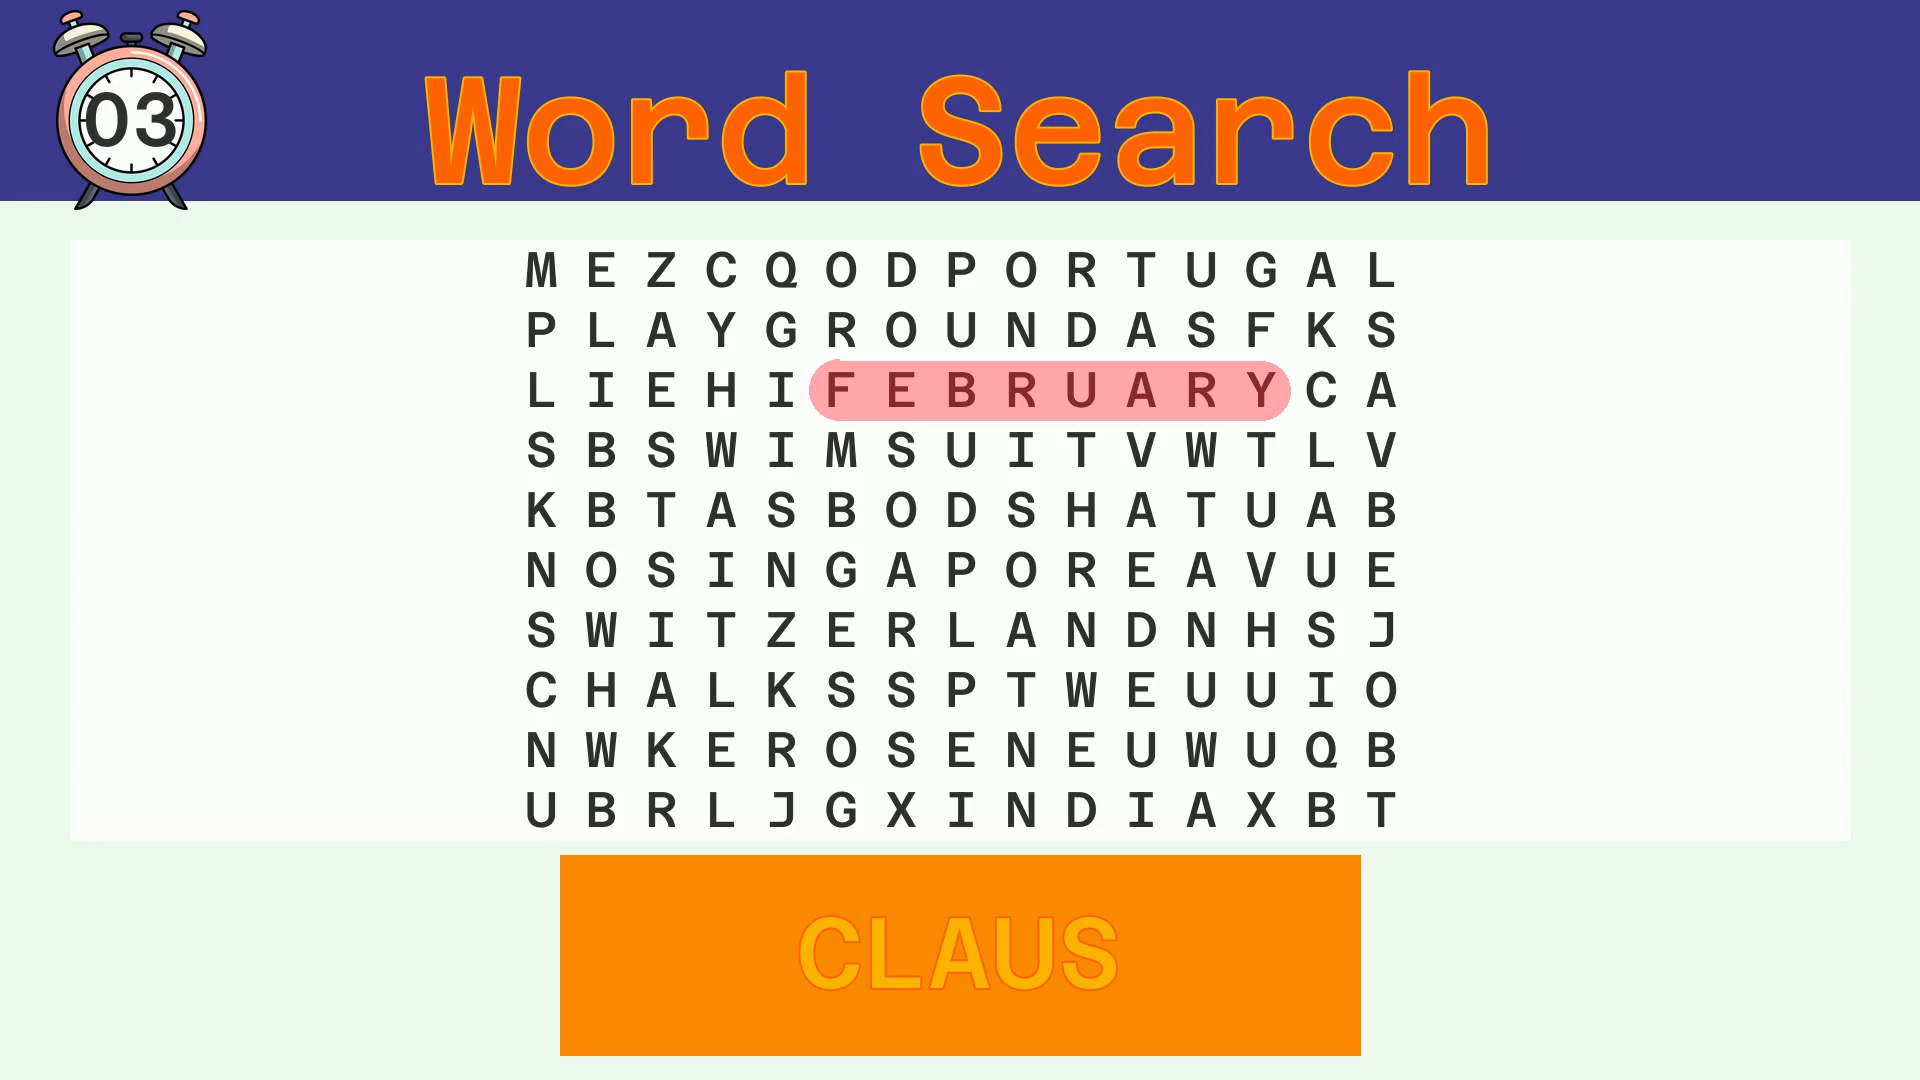 03
Word Search
M E Z C Q O D P O R T U G A L
P L A Y G R O U N D A S F K S
L I E H I F E B R U A R Y C A
S B S W I M S U I T V W T L V
K B T A S B O D S H A T U A B
N O S I N G A P O R E A V U E
S W I T Z E R L A N D N H S J
C H A L K S S P T W E U U I O
N W K E R O S E N E U W U Q B
U B R L J G X I N D I A X B T
CLAUS